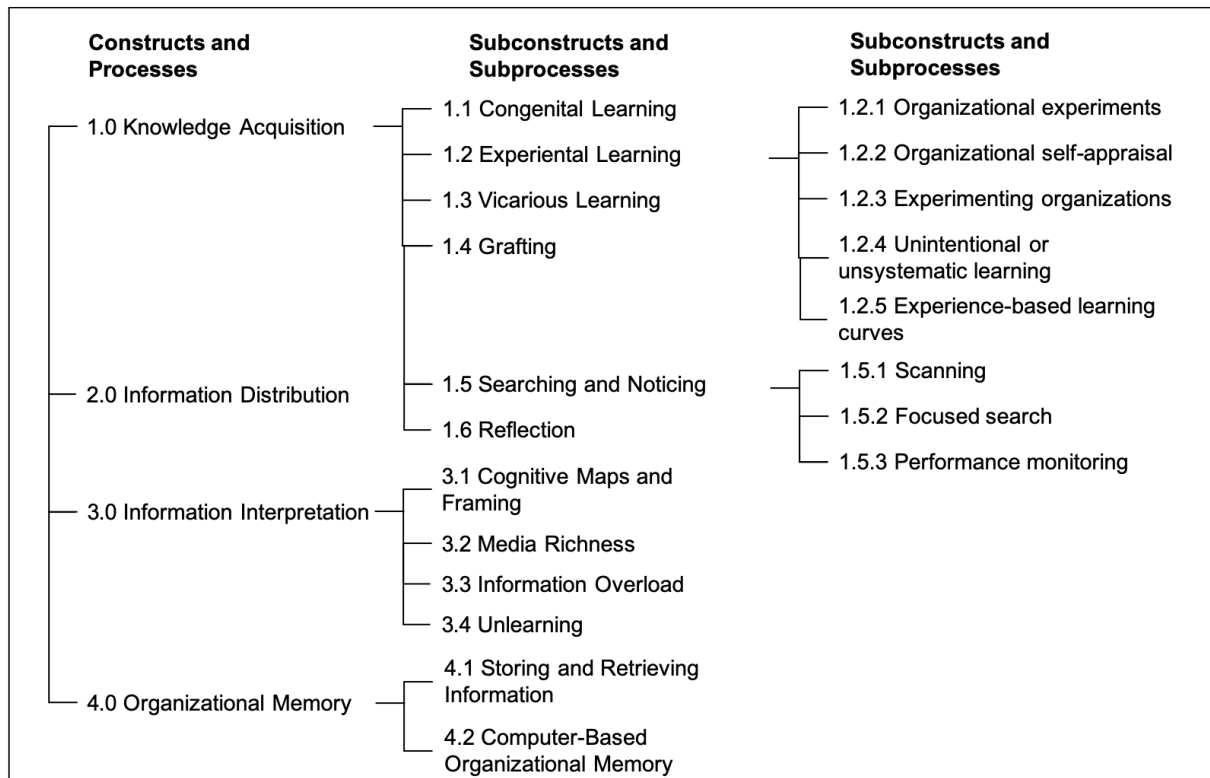 Constructs and
Processes
Subconstructs and
Subprocesses
Subconstructs and
Subprocesses
1.0 Knowledge Acquisition
1.1 Congenital Learning
1.2 Experiental Learning
1.3 Vicarious Learning
1.4 Grafting
1.2.1 Organizational experiments
1.2.2 Organizational self-appraisal
1.2.3 Experimenting organizations
1.2.4 Unintentional or
unsystematic learning
1.2.5 Experience-based learning
curves
1.5 Searching and Noticing
1.6 Reflection
1.5.1 Scanning
1.5.2 Focused search
1.5.3 Performance monitoring
2.0 Information Distribution
3.0 Information Interpretation
3.1 Cognitive Maps and
Framing
3.2 Media Richness
3.3 Information Overload
3.4 Unlearning
4.0 Organizational Memory
4.1 Storing and Retrieving
Information
4.2 Computer-Based
Organizational Memory